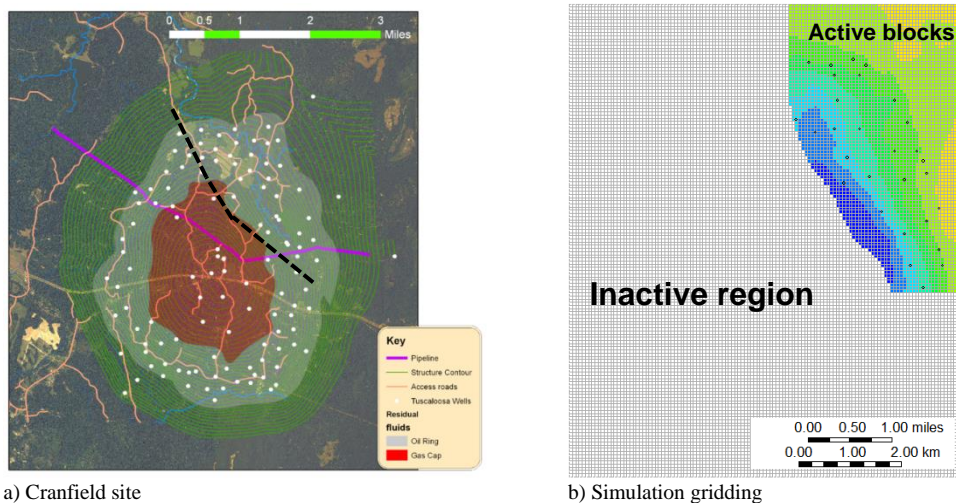 0 0.5 1 2 3
Miles
Key
Pipeline
Structure Contour
Access roads
Tuscaloosa Wells
Residual
fluids
Oil Ring
Gas Cap
a) Cranfield site
Active blocks
Inactive region
0.00 0.50 1.00 miles
0.00 1.00 2.00 km
b) Simulation gridding